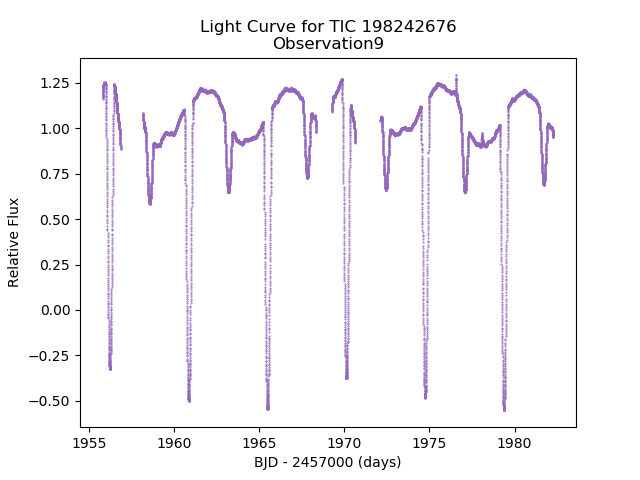 Light Curve for TIC 198242676
Observation9
1.25
1.00
0.75
0.50
0.25
0.00
−0.25
−0.50
Relative Flux
1955 1960 1965 1970 1975 1980
BJD - 2457000 (days)